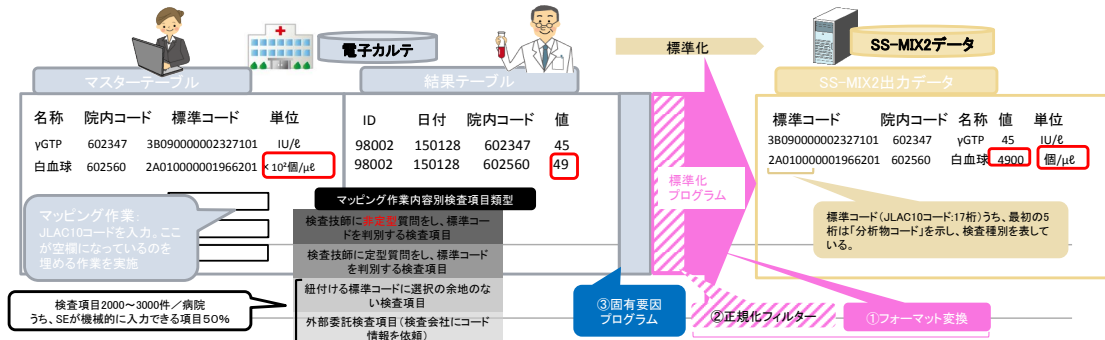 電子カルテ
標準化
SS-MIX2データ
マスターテーブル
結果テーブル
SS-MIX2出力データ
名称 院内コード 標準コード 単位
γGTP 602347 3B090000002327101 IU/ℓ
白血球 602560 2A010000001966201 ×10²個/μℓ
ID 日付 院内コード 値
98002 150128 602347 45
98002 150128 602560 49
標準コード 院内コード 名称 値 単位
3B090000002327101 602347 γGTP 45 IU/ℓ
2A010000001966201 602560 白血球 4900 個/μℓ
標準化
プログラム
マッピング作業:
JLAC10コードを入力。ここ
が空欄になっているのを
埋める作業を実施
マッピング作業内容別検査項目類型
検査技師に非定型質問をし、標準コー
ドを判別する検査項目
検査技師に定型質問をし、標準コード
を判別する検査項目
紐付ける標準コードに選択の余地のな
い検査項目
外部委託検査項目(検査会社にコード
情報を依頼)
標準コード(JLAC10コード:17桁)うち、最初の5
桁は「分析物コード」を示し、検査種別を表して
いる。
検査項目2000~3000件/病院
うち、SEが機械的に入力できる項目50%
③固有要因
プログラム
②正規化フィルター
①フォーマット変換